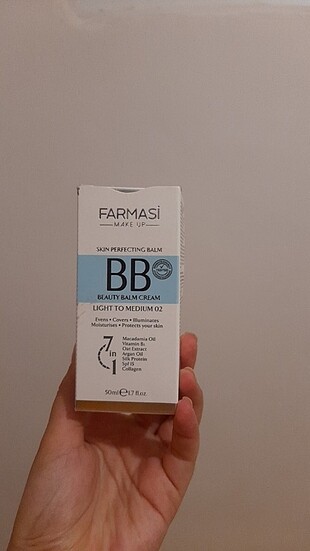 FARMASİ
MAKE UP
SKIN PERFECTING BALM
BB
BEAUTY BALM CREAM
LIGHT TO MEDIUM 02
Evens • Covers • Illuminates
Moisturises • Protects your skin
7 in 1
Macadamia Oil
Vitamin B5
Oat Extract
Argan Oil
Silk Protein
Spf 15
Collagen
50ml e 1.7 fl.oz